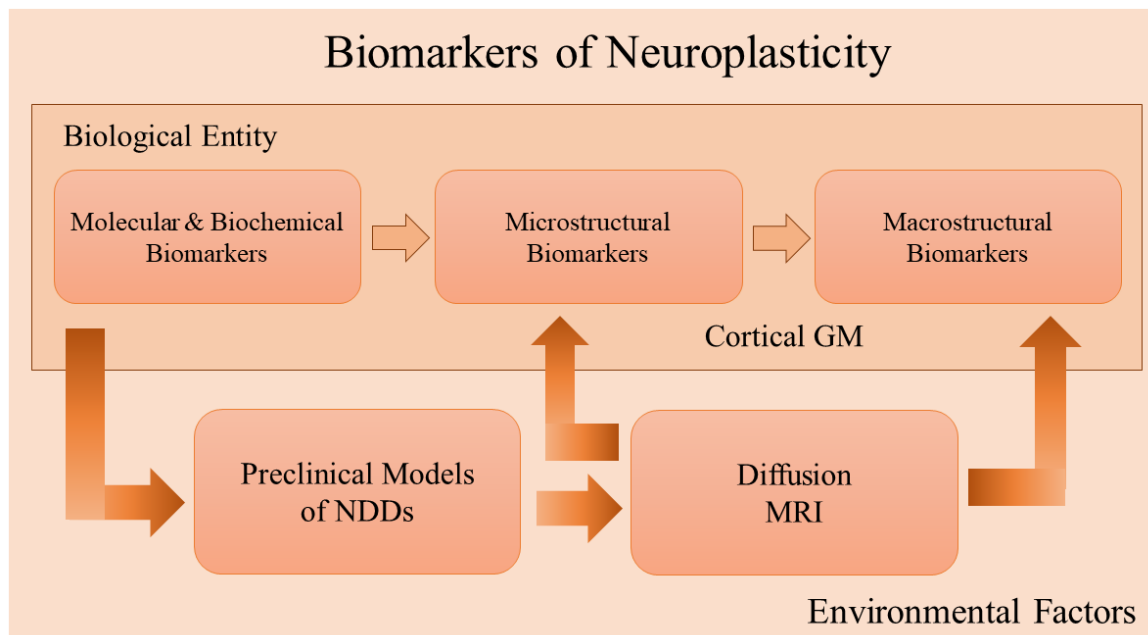 Biomarkers of Neuroplasticity
Biological Entity
Molecular & Biochemical
Biomarkers
Microstructural
Biomarkers
Macrostructural
Biomarkers
Cortical GM
Preclinical Models
of NDDs
Diffusion
MRI
Environmental Factors